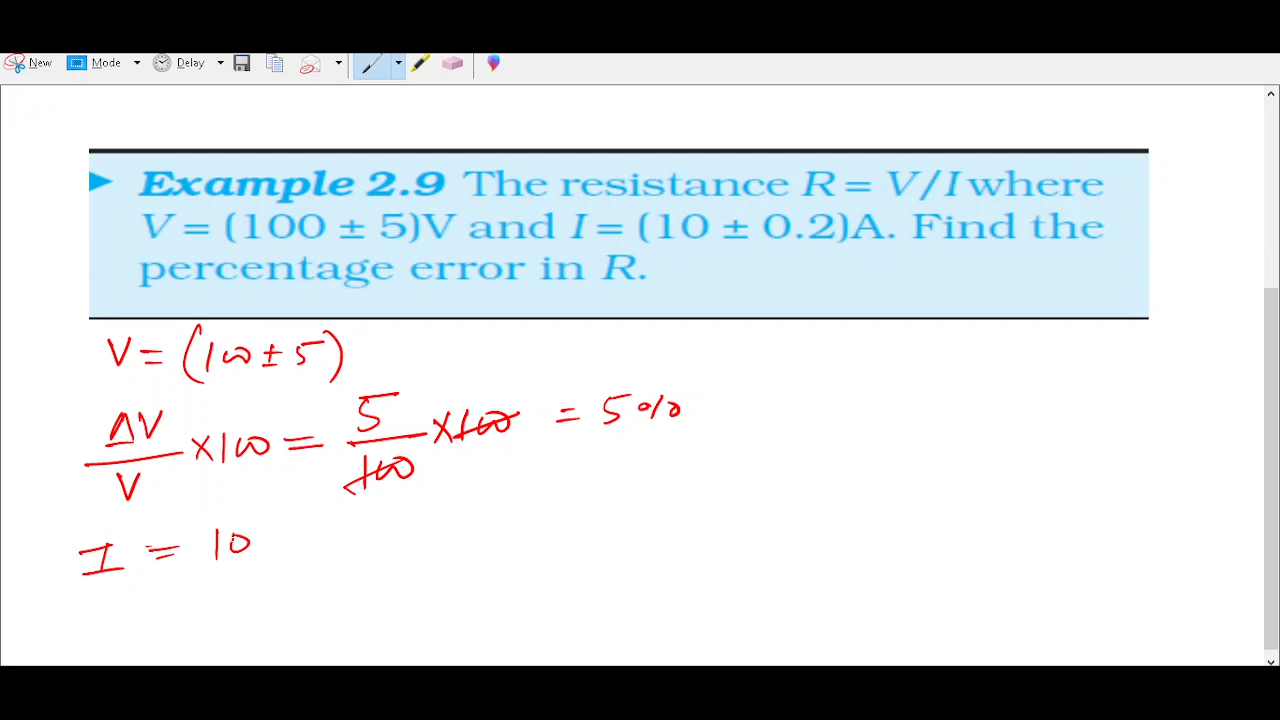 New Mode Delay
Example 2.9 The resistance R = V/I where
V = (100 ± 5)V and I = (10 ± 0.2)A. Find the
percentage error in R.
V = (100 ± 5)
ΔV/V ×100 = 5/100 ×100 = 5%
I = 10